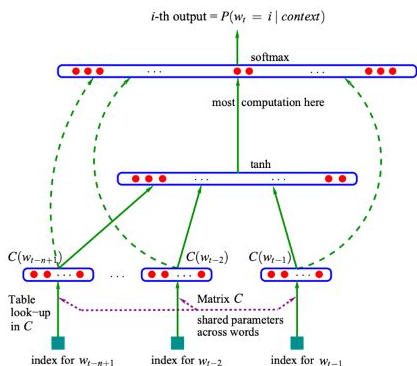 i-th output = P(w_t = i | context)
softmax
. . .
. . .
most computation here
tanh
. . .
. . .
C(w_{t−n+1})
C(w_{t−2})
C(w_{t−1})
. . .
. . .
. . .
. . .
Table
look−up
in C
Matrix C
shared parameters
across words
index for w_{t−n+1}
index for w_{t−2}
index for w_{t−1}